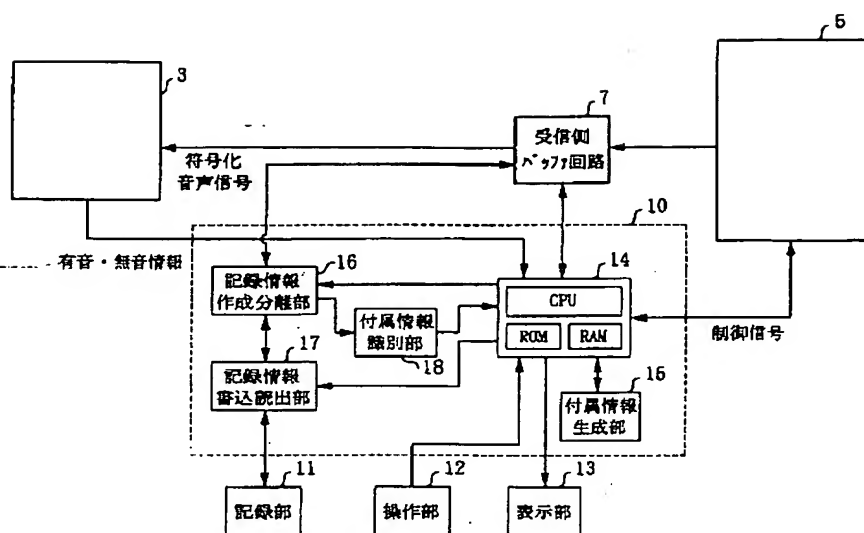 5
3
7
受信側
バッファ回路
符号化
音声信号
10
有音・無音情報
16
14
記録情報
作成分離部
CPU
付属情報
識別部
ROM
RAM
制御信号
17
18
記録情報
書込読出部
15
付属情報
生成部
11
12
13
記録部
操作部
表示部